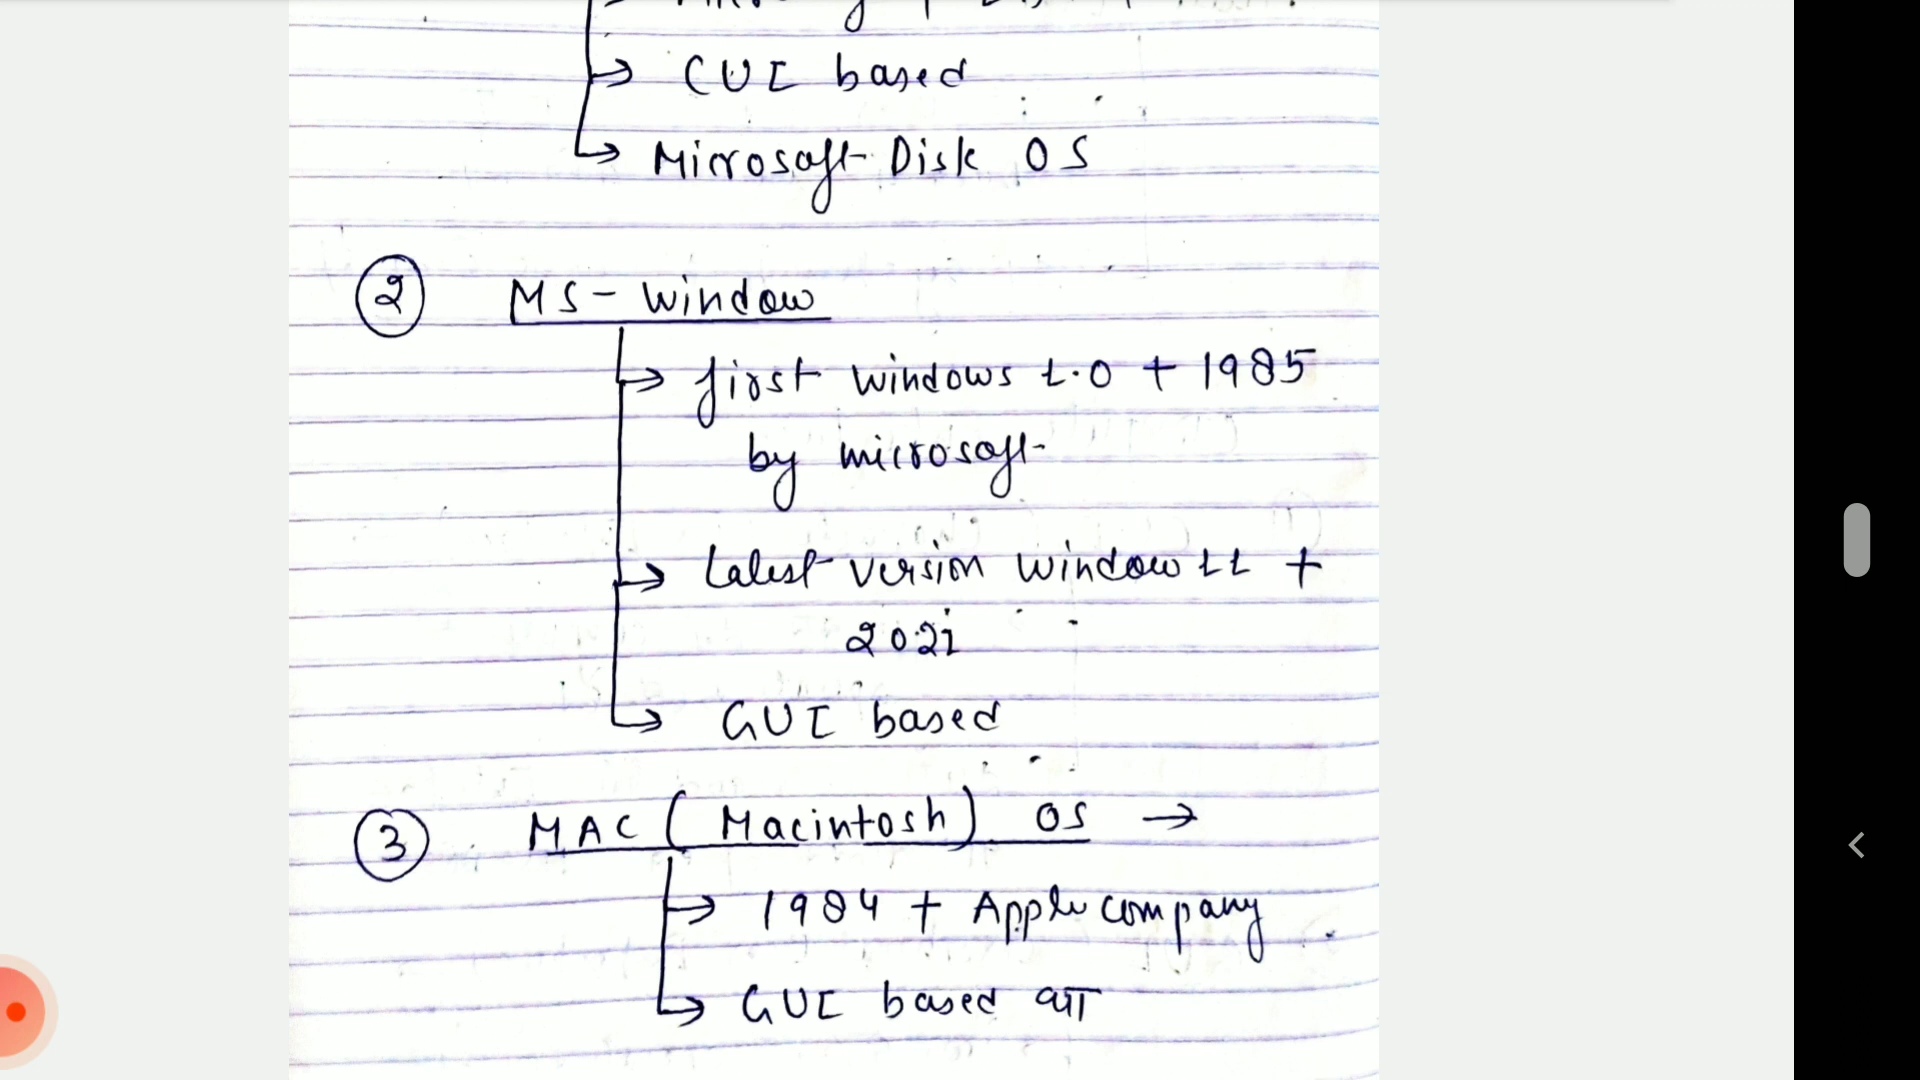 → CUI based
→ Microsoft Disk OS
② MS - Window
→ first windows 1.0 + 1985
by microsoft
→ Latest version window 11 +
2021
→ GUI based
③ MAC (Macintosh) OS →
→ 1984 + Apple company
→ GUI based था